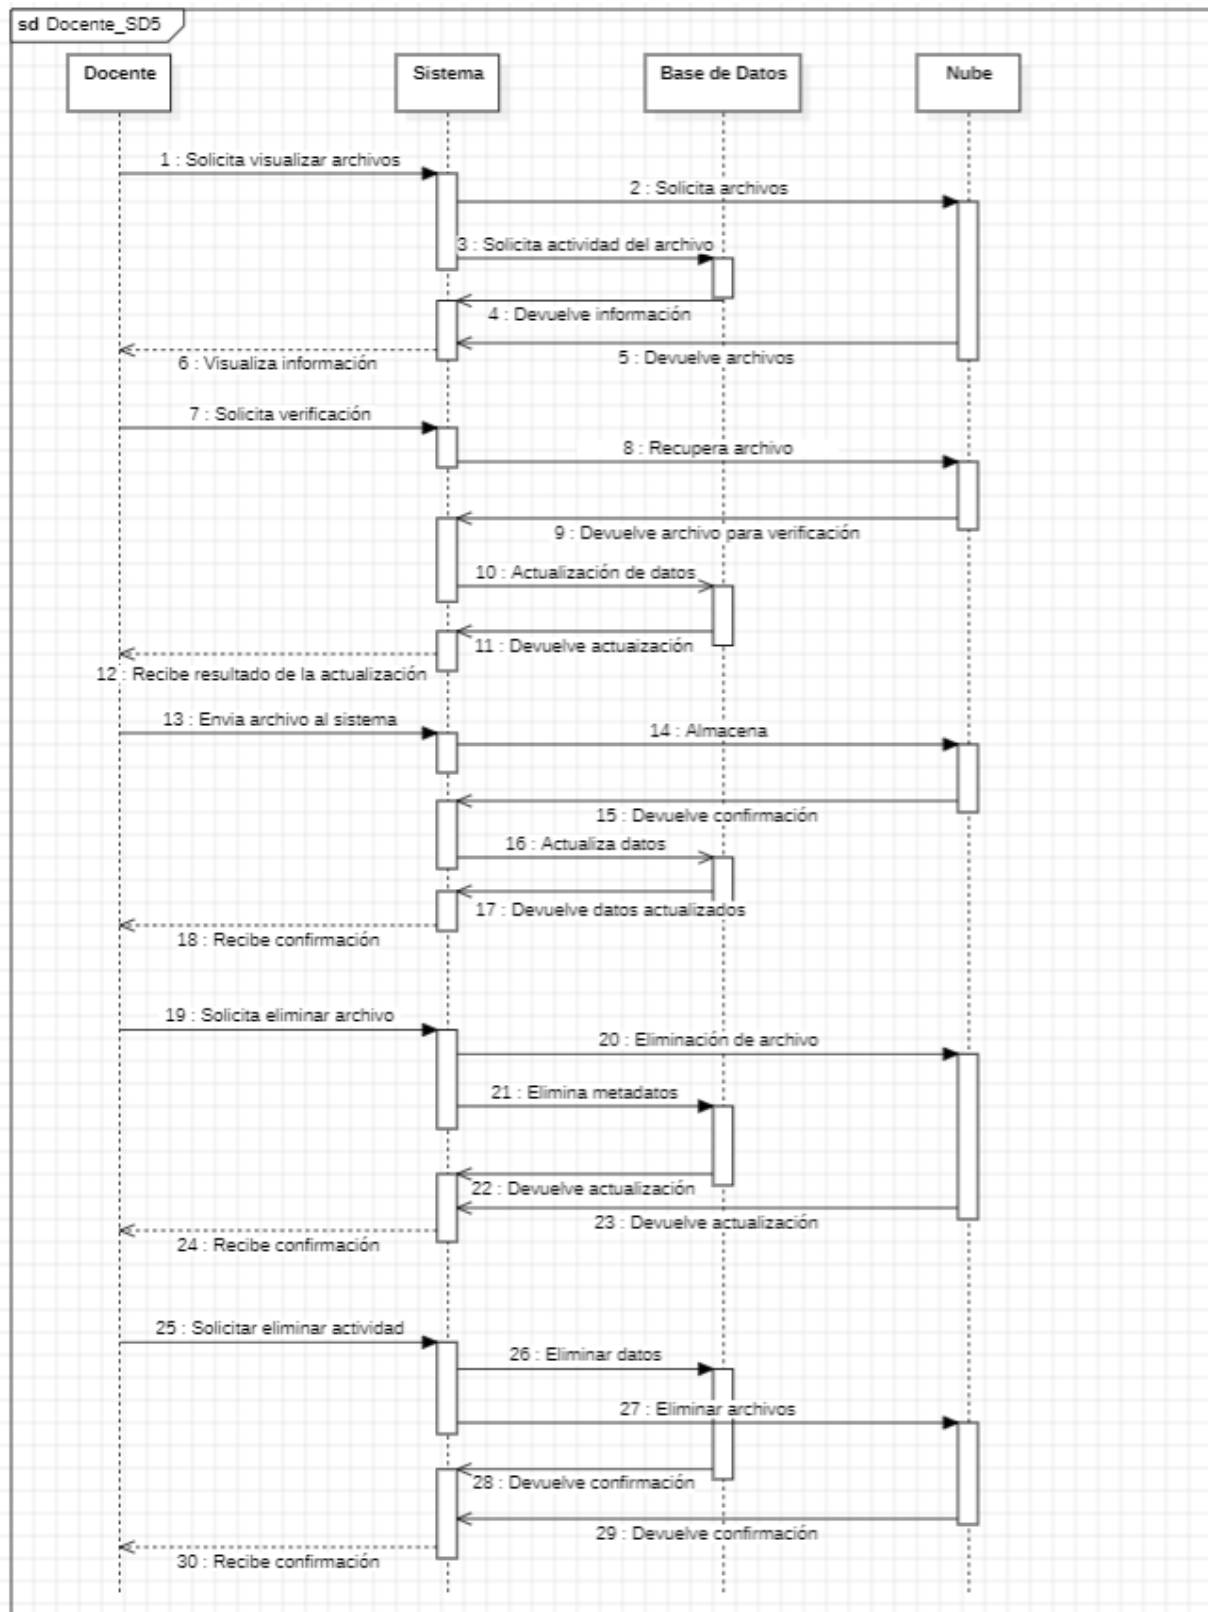 sd Docente_SD5
Docente
Sistema
Base de Datos
Nube
1 : Solicita visualizar archivos
2 : Solicita archivos
3 : Solicita actividad del archivo
4 : Devuelve información
5 : Devuelve archivos
6 : Visualiza información
7 : Solicita verificación
8 : Recupera archivo
9 : Devuelve archivo para verificación
10 : Actualización de datos
11 : Devuelve actuaización
12 : Recibe resultado de la actualización
13 : Envia archivo al sistema
14 : Almacena
15 : Devuelve confirmación
16 : Actualiza datos
17 : Devuelve datos actualizados
18 : Recibe confirmación
19 : Solicita eliminar archivo
20 : Eliminación de archivo
21 : Elimina metadatos
22 : Devuelve actualización
23 : Devuelve actualización
24 : Recibe confirmación
25 : Solicitar eliminar actividad
26 : Eliminar datos
27 : Eliminar archivos
28 : Devuelve confirmación
29 : Devuelve confirmación
30 : Recibe confirmación